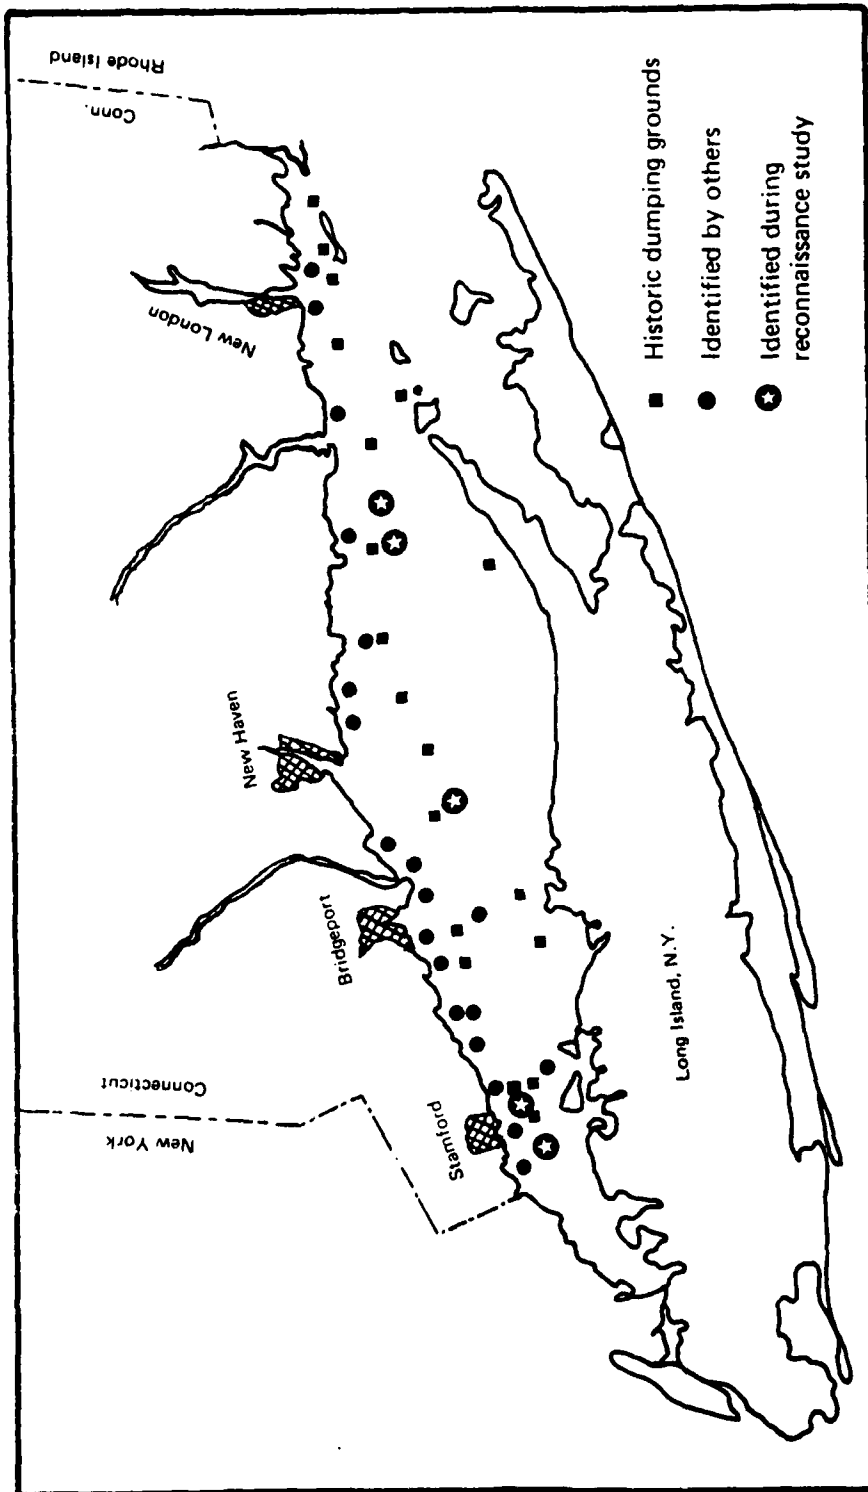 Rhode Island
Conn.
New London
New Haven
Bridgeport
Connecticut
New York
Stamford
Long Island, N.Y.
Historic dumping grounds
Identified by others
Identified during
reconnaissance study